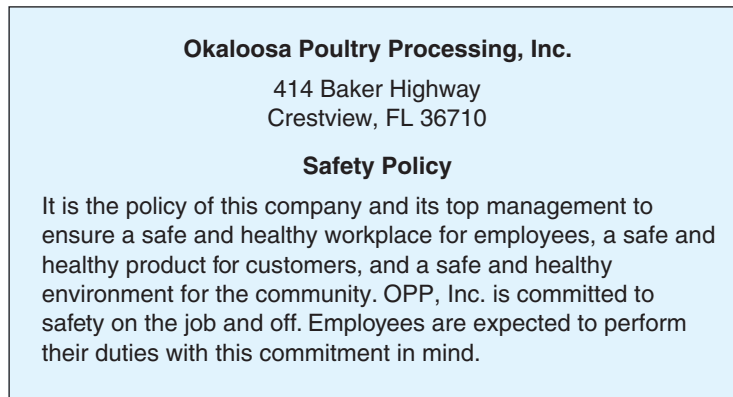 Okaloosa Poultry Processing, Inc.
414 Baker Highway
Crestview, FL 36710
Safety Policy
It is the policy of this company and its top management to
ensure a safe and healthy workplace for employees, a safe and
healthy product for customers, and a safe and healthy
environment for the community. OPP, Inc. is committed to
safety on the job and off. Employees are expected to perform
their duties with this commitment in mind.